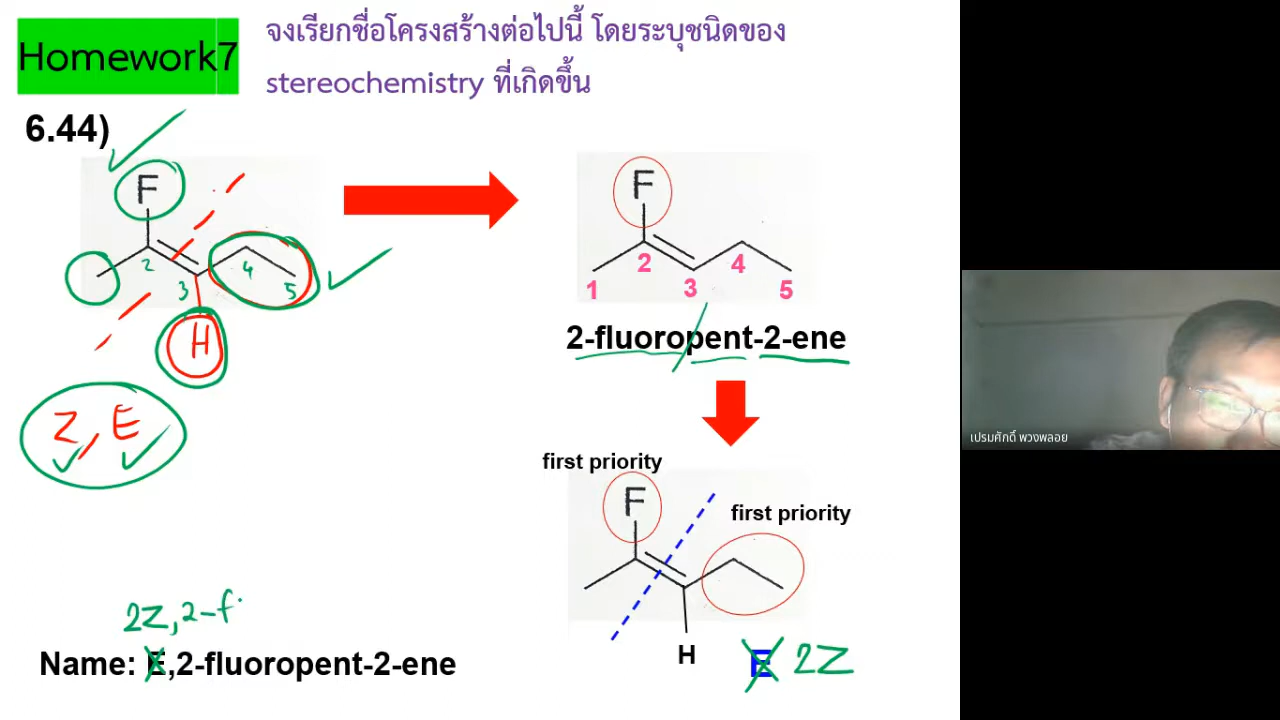 Homework7
จงเรียกชื่อโครงสร้างต่อไปนี้ โดยระบุชนิดของ
stereochemistry ที่เกิดขึ้น
6.44)
F
2
3
4
5
H
Z, E
F
1
2
3
4
5
2-fluoropent-2-ene
first priority
F
first priority
H
E 2Z
2Z, 2-f
Name: E,2-fluoropent-2-ene
เปรมศักดิ์ พวงพลอย